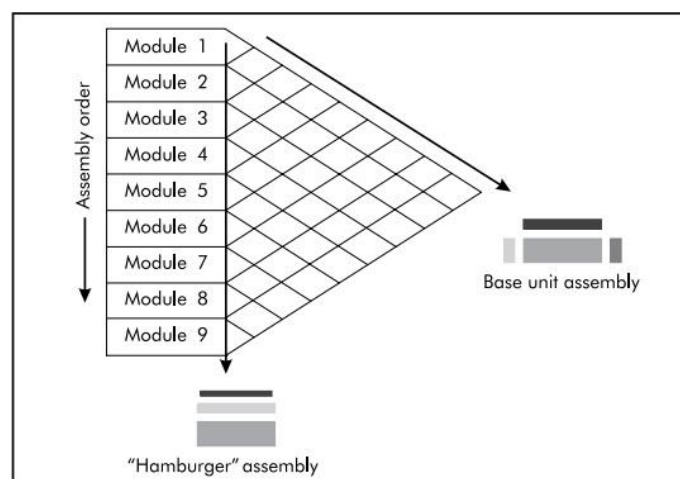 Assembly order
Module 1
Module 2
Module 3
Module 4
Module 5
Module 6
Module 7
Module 8
Module 9
Base unit assembly
“Hamburger” assembly